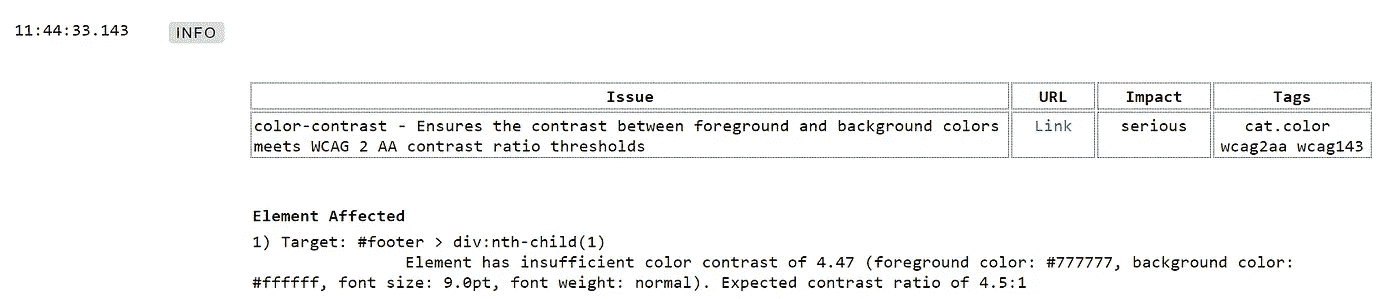 11:44:33.143 INFO
Issue URL Impact Tags
color-contrast - Ensures the contrast between foreground and background colors Link serious cat.color
meets WCAG 2 AA contrast ratio thresholds wcag2aa wcag143
Element Affected
1) Target: #footer > div:nth-child(1)
Element has insufficient color contrast of 4.47 (foreground color: #777777, background color:
#ffffff, font size: 9.0pt, font weight: normal). Expected contrast ratio of 4.5:1